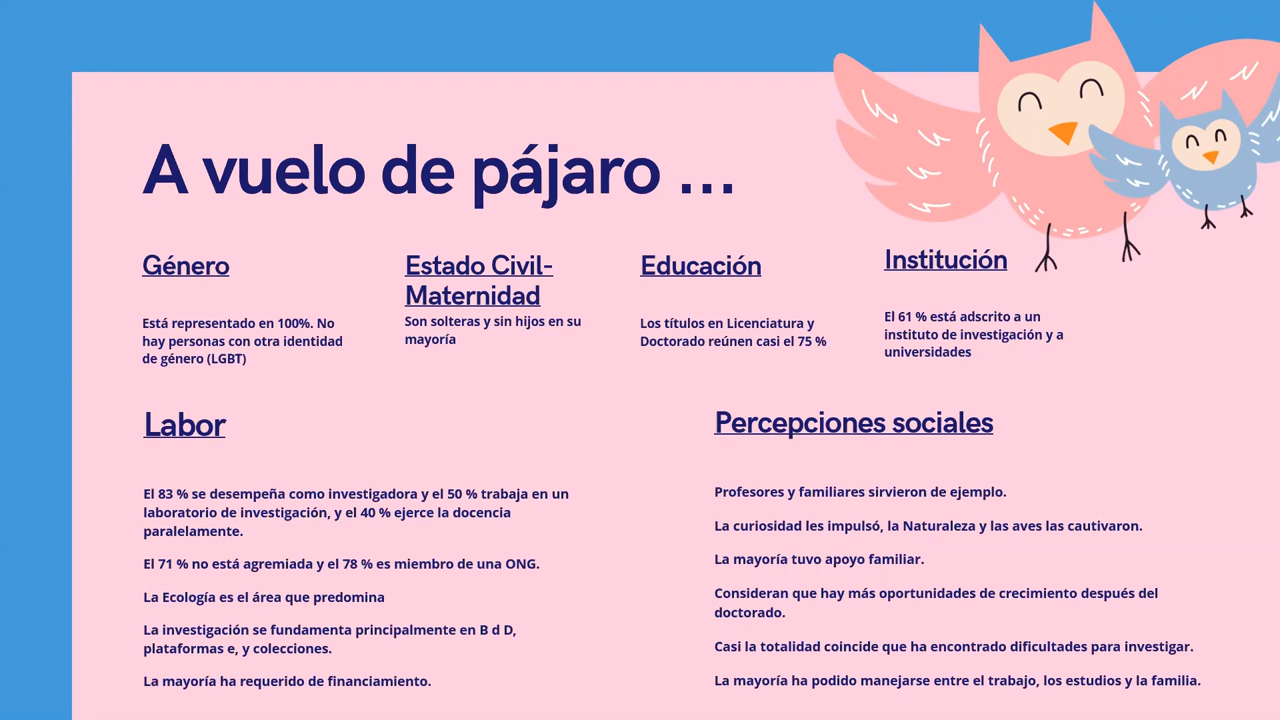 A vuelo de pájaro ...
Género
Está representado en 100%. No
hay personas con otra identidad
de género (LGBT)
Estado Civil-
Maternidad
Son solteras y sin hijos en su
mayoría
Educación
Los títulos en Licenciatura y
Doctorado reúnen casi el 75 %
Institución
El 61 % está adscrito a un
instituto de investigación y a
universidades
Labor
El 83 % se desempeña como investigadora y el 50 % trabaja en un
laboratorio de investigación, y el 40 % ejerce la docencia
paralelamente.
El 71 % no está agremiada y el 78 % es miembro de una ONG.
La Ecología es el área que predomina
La investigación se fundamenta principalmente en B d D,
plataformas e, y colecciones.
La mayoría ha requerido de financiamiento.
Percepciones sociales
Profesores y familiares sirvieron de ejemplo.
La curiosidad les impulsó, la Naturaleza y las aves las cautivaron.
La mayoría tuvo apoyo familiar.
Consideran que hay más oportunidades de crecimiento después del
doctorado.
Casi la totalidad coincide que ha encontrado dificultades para investigar.
La mayoría ha podido manejarse entre el trabajo, los estudios y la familia.